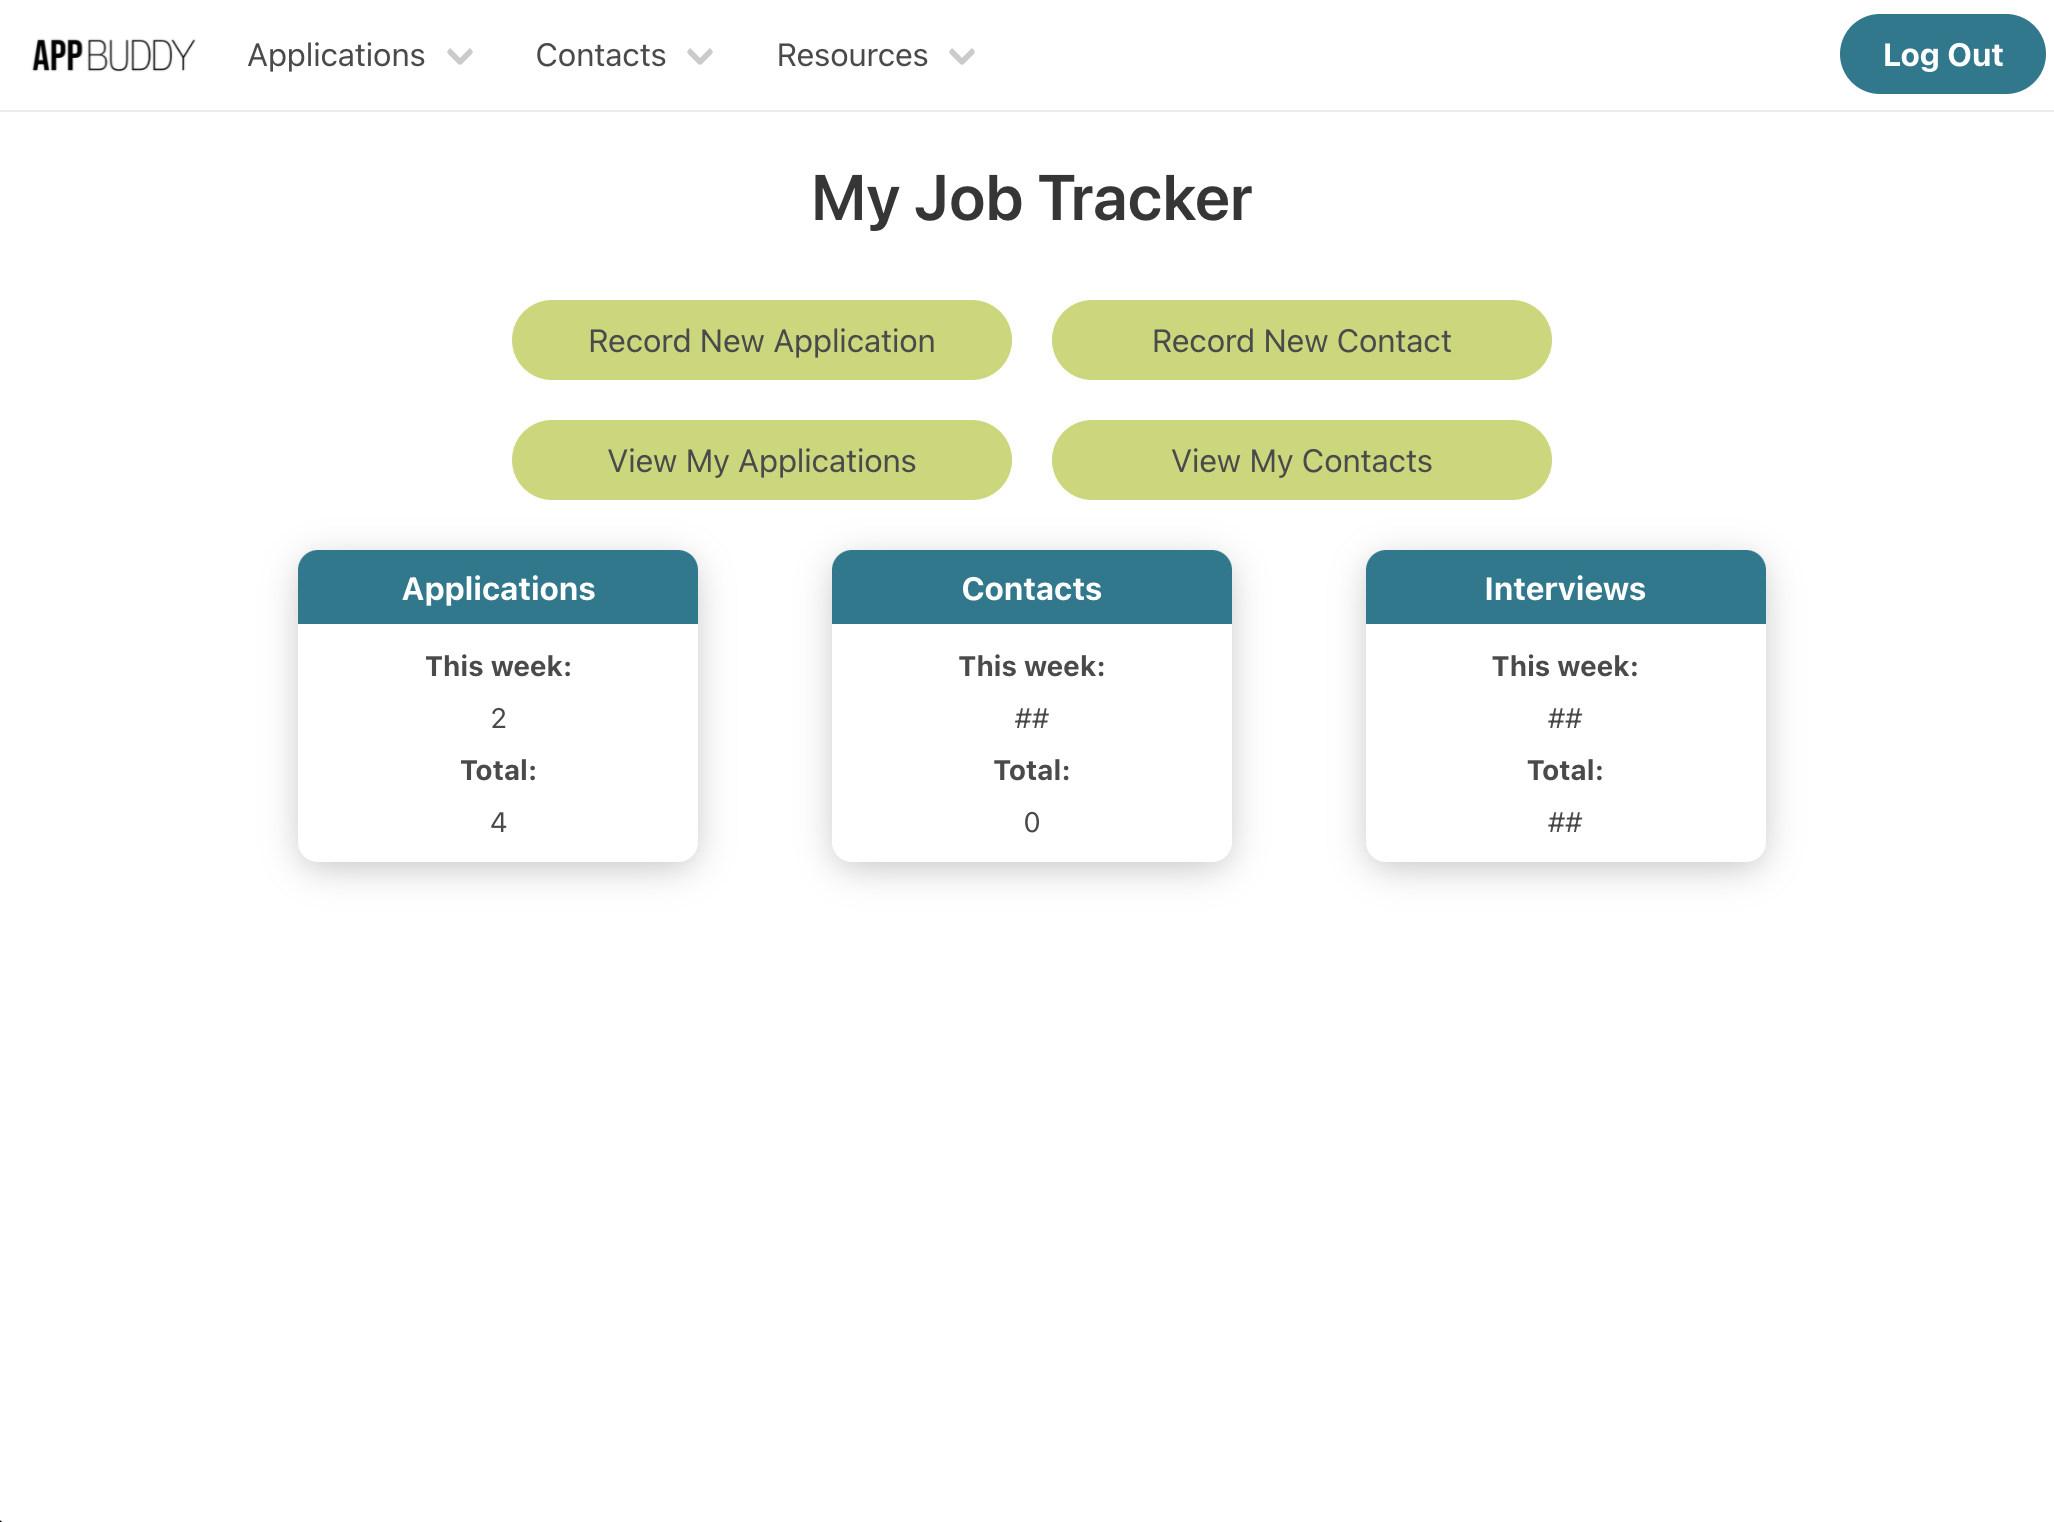 APPBUDDY Applications Contacts Resources Log Out
My Job Tracker
Record New Application Record New Contact
View My Applications View My Contacts
Applications
This week:
2
Total:
4
Contacts
This week:
##
Total:
0
Interviews
This week:
##
Total:
##